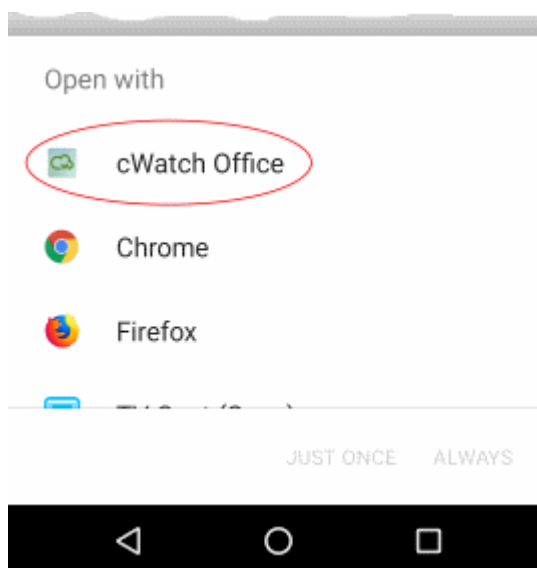 Open with
cWatch Office
Chrome
Firefox
JUST ONCE ALWAYS